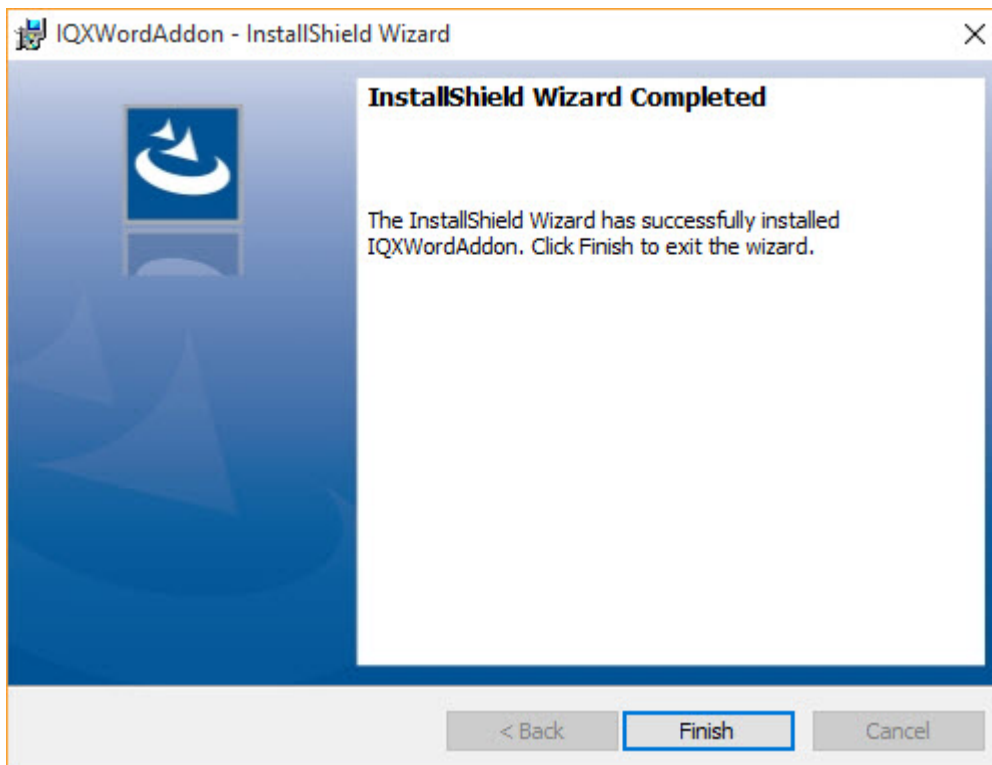 IQXWordAddon - InstallShield Wizard
InstallShield Wizard Completed
The InstallShield Wizard has successfully installed
IQXWordAddon. Click Finish to exit the wizard.
< Back
Finish
Cancel